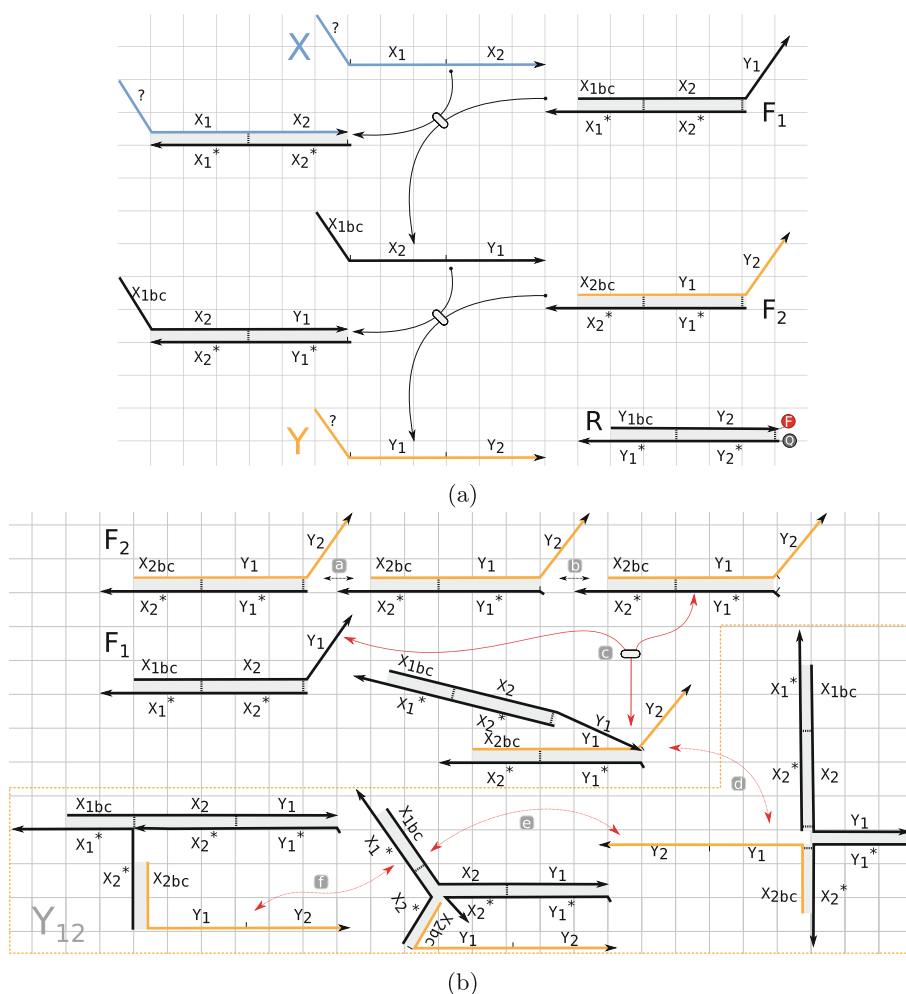 ?
X X1 X2
X1bc X2 Y1
X1* X2* F1
?
X1 X2
X1* X2*
X1bc
X2 Y1
X2bc Y1 Y2
X2* Y1* F2
X1bc
X2 Y1
X2* Y1*
?
Y Y1 Y2
R Y1bc Y2 F
Y1* Y2* Q
(a)
F2 X2bc Y1 Y2 a X2bc Y1 Y2 b X2bc Y1 Y2
X2* Y1* X2* Y1* X2* Y1*
F1 X1bc X2 Y1
X1* X2*
c
X1bc X2 Y1
X1* X2*
X2bc Y1 Y2
X2* Y1*
d
X1* X1bc
X2* X2
Y1
Y2 Y1 Y1*
X2bc X2*
X1bc X2 Y1
X1* X2* Y1*
X2* X2bc
Y1 Y2
Y12
f
e
X1* X1bc
X2 Y1
X2* X2* Y1*
X2bc
Y1 Y2
(b)